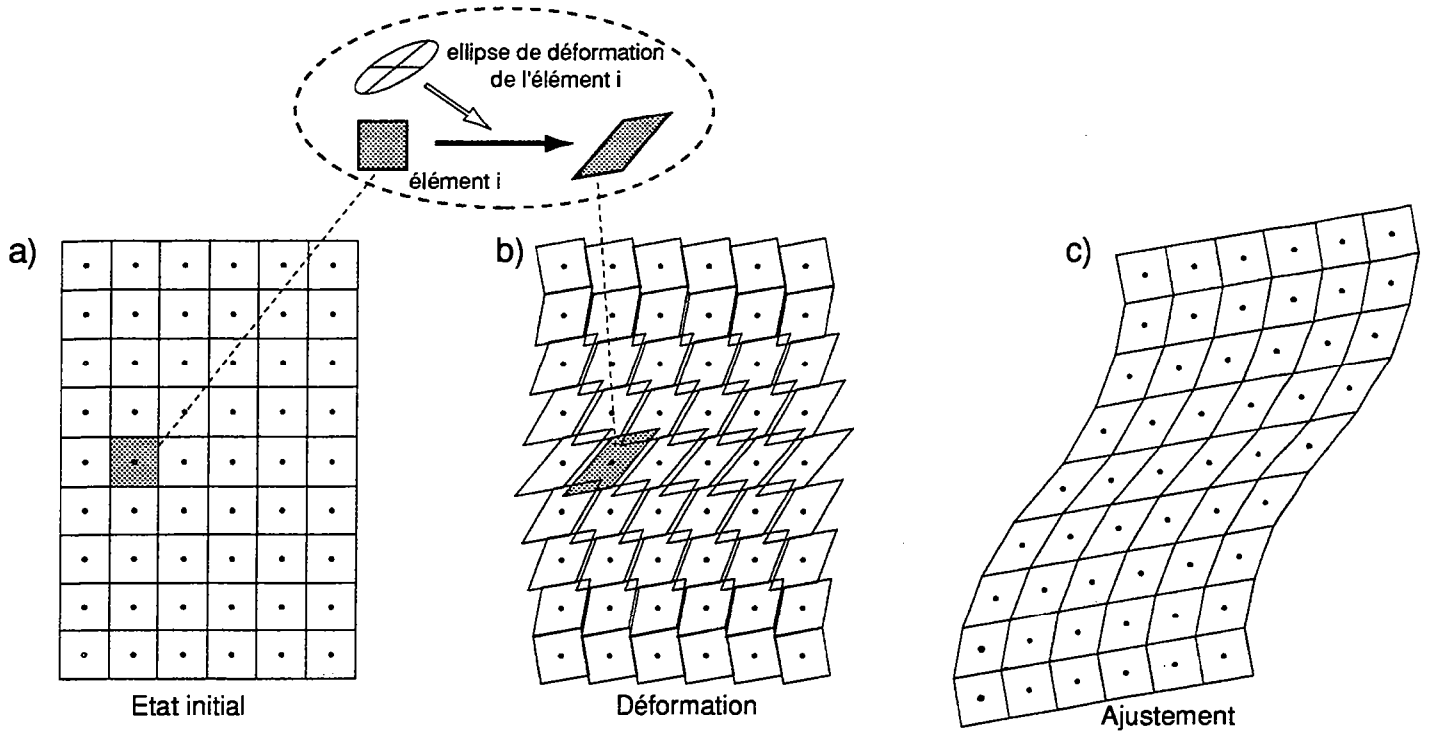 ellipse de déformation
de l'élément i
élément i
a)
b)
c)
Etat initial
Déformation
Ajustement